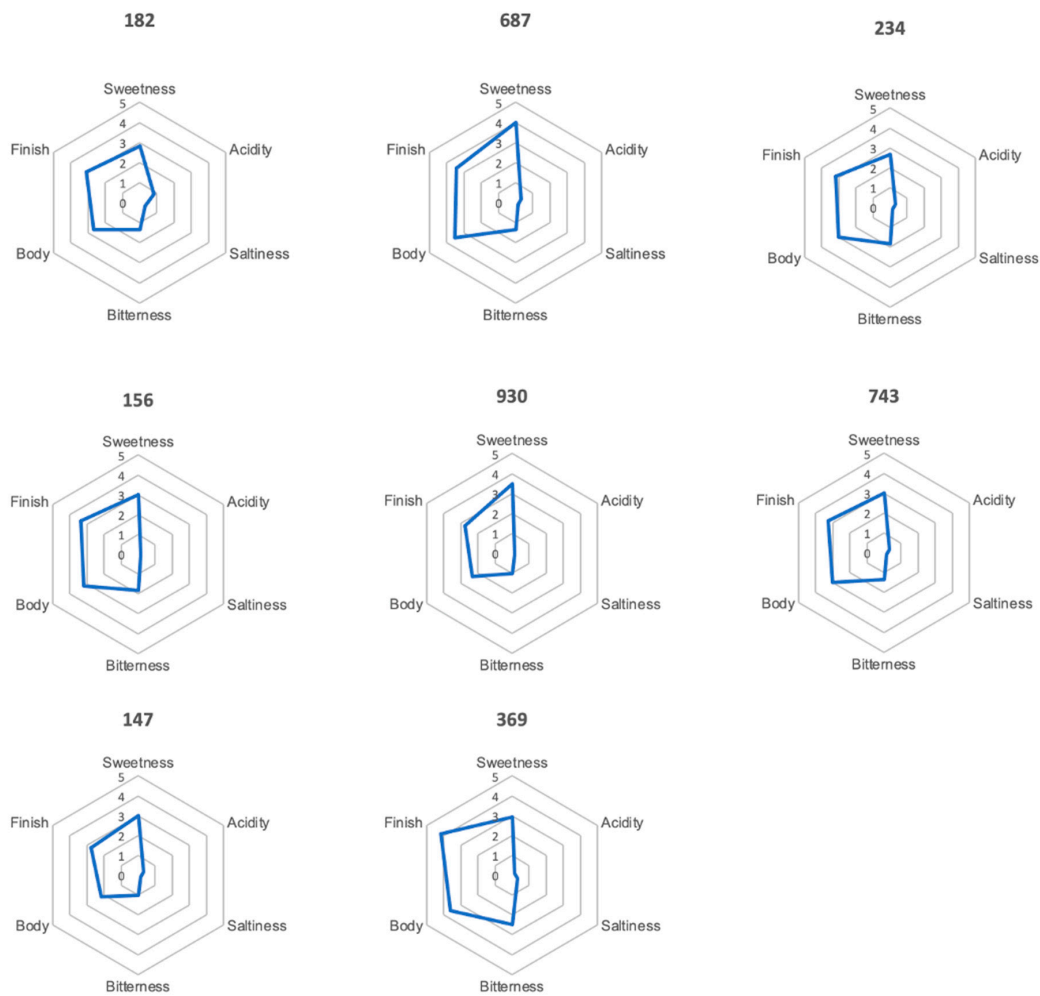 182
Sweetness
5
4
3
2
1
0
Finish
Acidity
Body
Saltiness
Bitterness
687
Sweetness
5
4
3
2
1
0
Finish
Acidity
Body
Saltiness
Bitterness
234
Sweetness
5
4
3
2
1
0
Finish
Acidity
Body
Saltiness
Bitterness
156
Sweetness
5
4
3
2
1
0
Finish
Acidity
Body
Saltiness
Bitterness
930
Sweetness
5
4
3
2
1
0
Finish
Acidity
Body
Saltiness
Bitterness
743
Sweetness
5
4
3
2
1
0
Finish
Acidity
Body
Saltiness
Bitterness
147
Sweetness
5
4
3
2
1
0
Finish
Acidity
Body
Saltiness
Bitterness
369
Sweetness
5
4
3
2
1
0
Finish
Acidity
Body
Saltiness
Bitterness